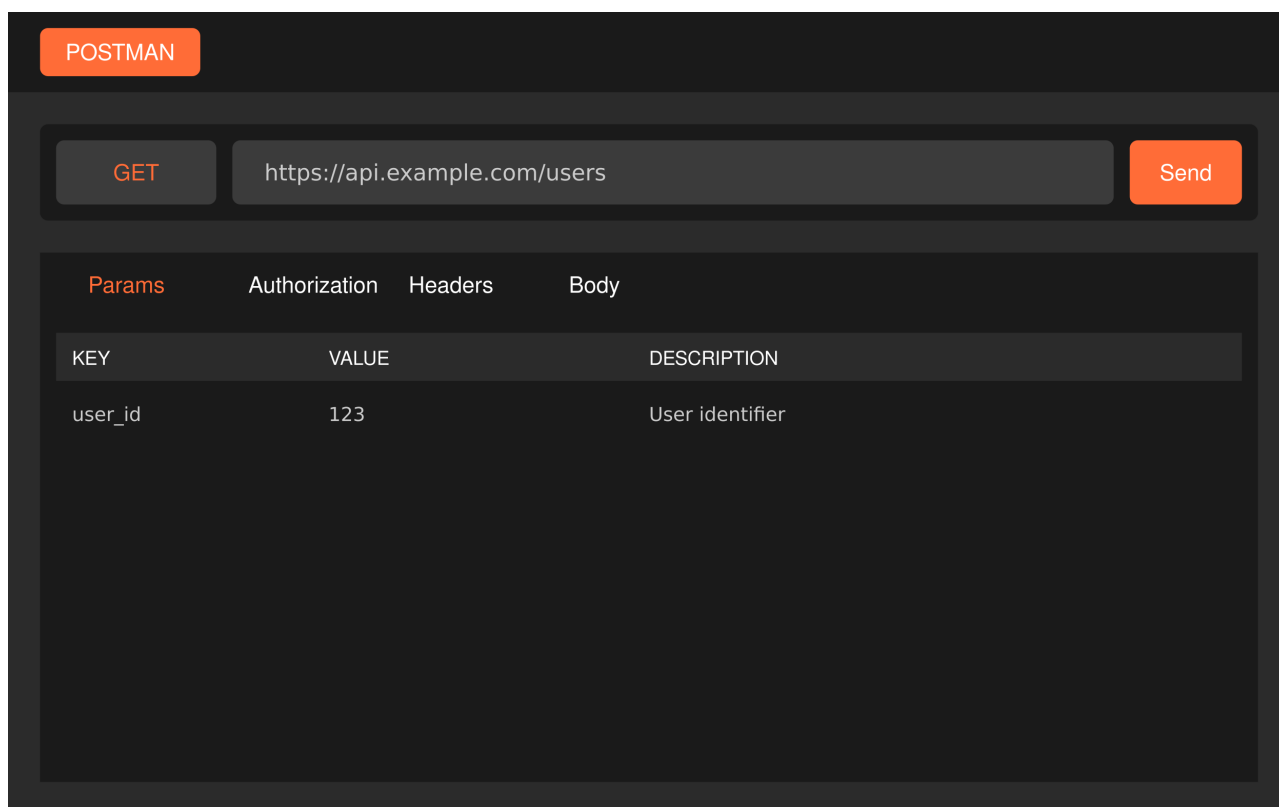 POSTMAN
GET https://api.example.com/users Send
Params Authorization Headers Body
KEY VALUE DESCRIPTION
user_id 123 User identifier